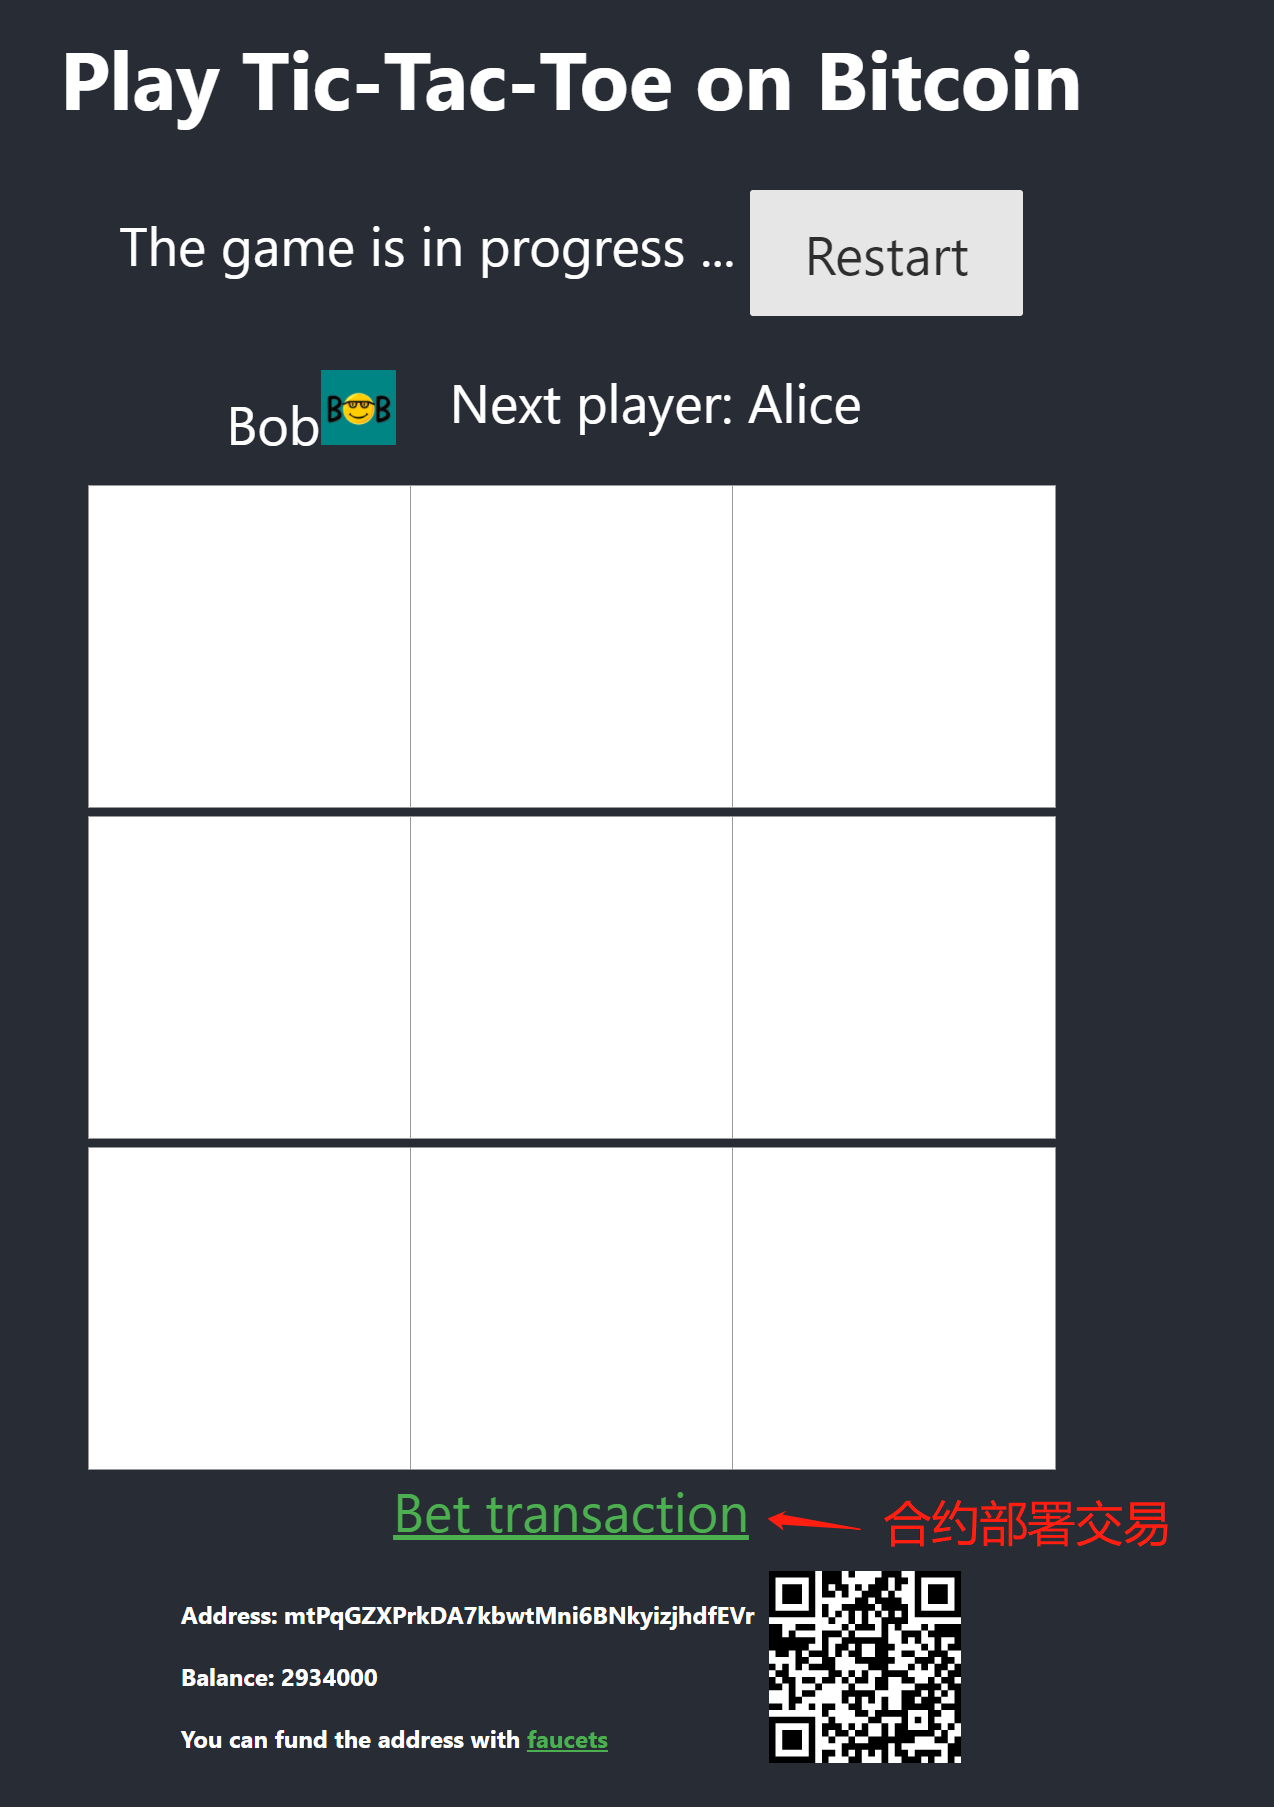 Play Tic-Tac-Toe on Bitcoin
The game is in progress ... Restart
Bob BOB Next player: Alice
Bet transaction 合约部署交易
Address: mtPqGZXPrkDA7kbwtMni6BNkyizjhdfEVr
Balance: 2934000
You can fund the address with faucets